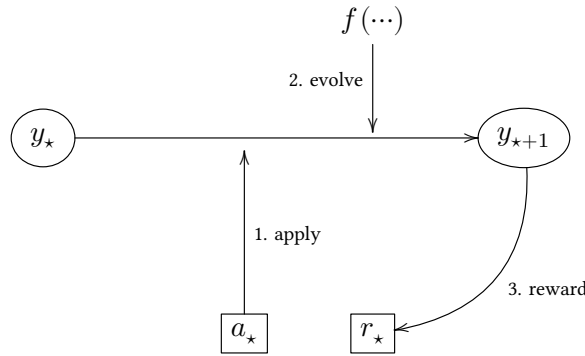 f (⋯)
2. evolve
y⋆
y⋆+1
1. apply
3. reward
a⋆
r⋆